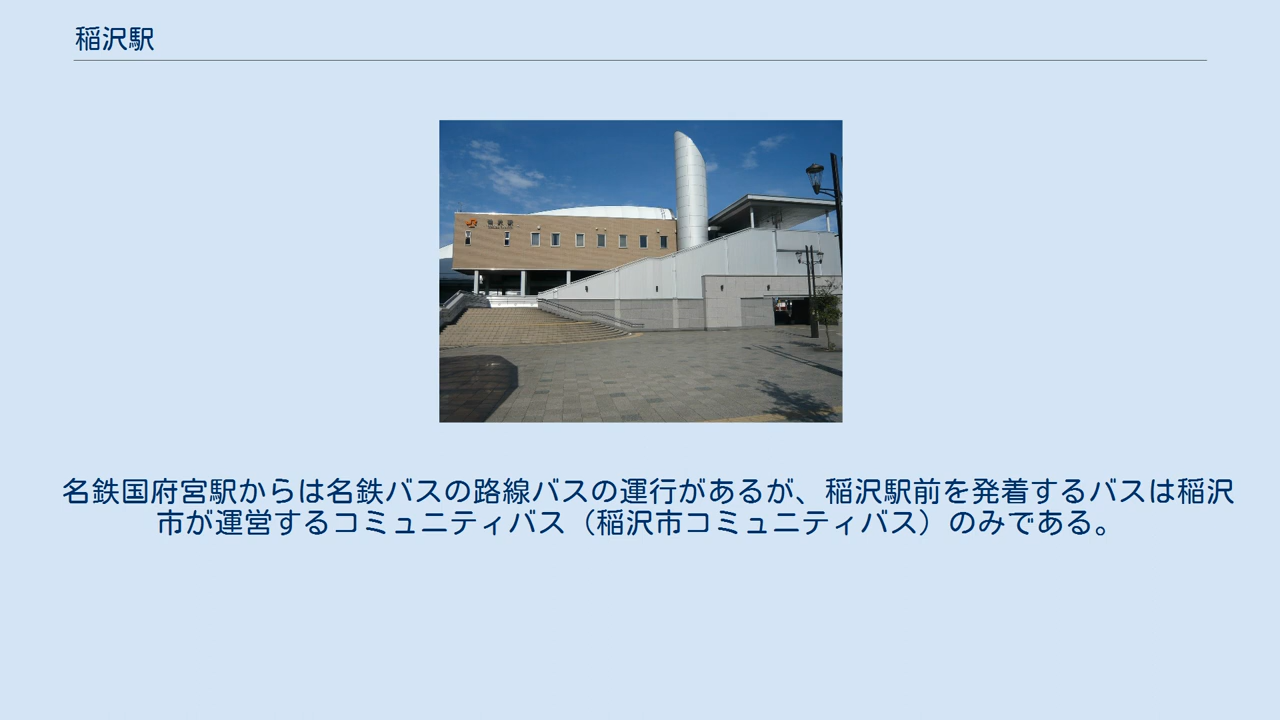 稲沢駅
稲沢駅
名鉄国府宮駅からは名鉄バスの路線バスの運行があるが、稲沢駅前を発着するバスは稲沢
市が運営するコミュニティバス（稲沢市コミュニティバス）のみである。